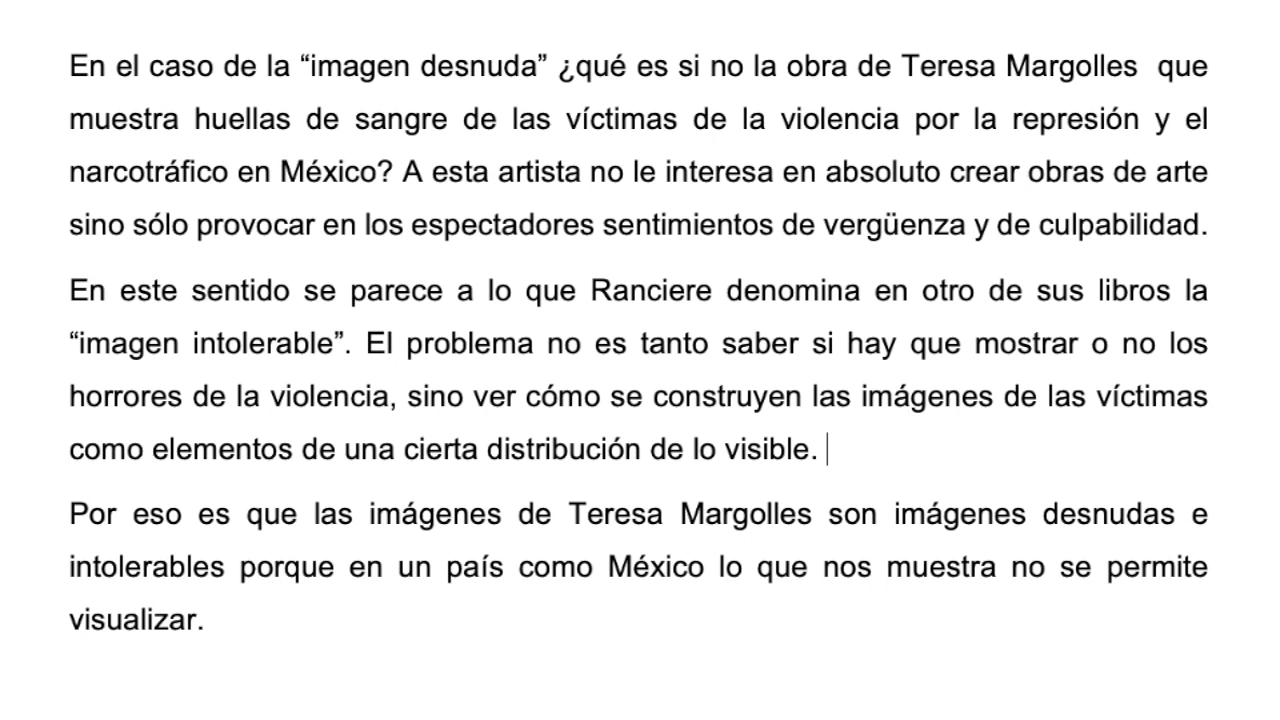 En el caso de la “imagen desnuda” ¿qué es si no la obra de Teresa Margolles  que
muestra huellas de sangre de las víctimas de la violencia por la represión y el
narcotráfico en México? A esta artista no le interesa en absoluto crear obras de arte
sino sólo provocar en los espectadores sentimientos de vergüenza y de culpabilidad.
En este sentido se parece a lo que Ranciere denomina en otro de sus libros la
“imagen intolerable”. El problema no es tanto saber si hay que mostrar o no los
horrores de la violencia, sino ver cómo se construyen las imágenes de las víctimas
como elementos de una cierta distribución de lo visible.
Por eso es que las imágenes de Teresa Margolles son imágenes desnudas e
intolerables porque en un país como México lo que nos muestra no se permite
visualizar.